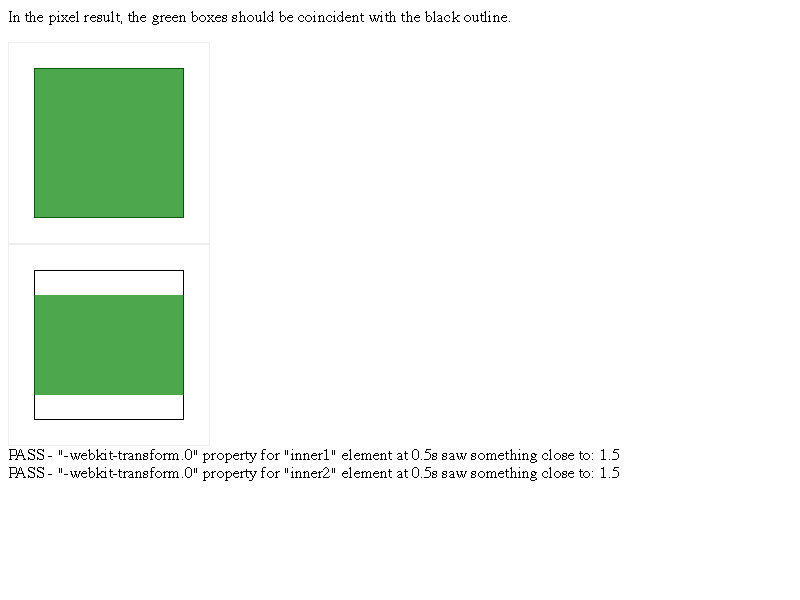 In the pixel result, the green boxes should be coincident with the black outline.
PASS - "-webkit-transform.0" property for "inner1" element at 0.5s saw something close to: 1.5
PASS - "-webkit-transform.0" property for "inner2" element at 0.5s saw something close to: 1.5